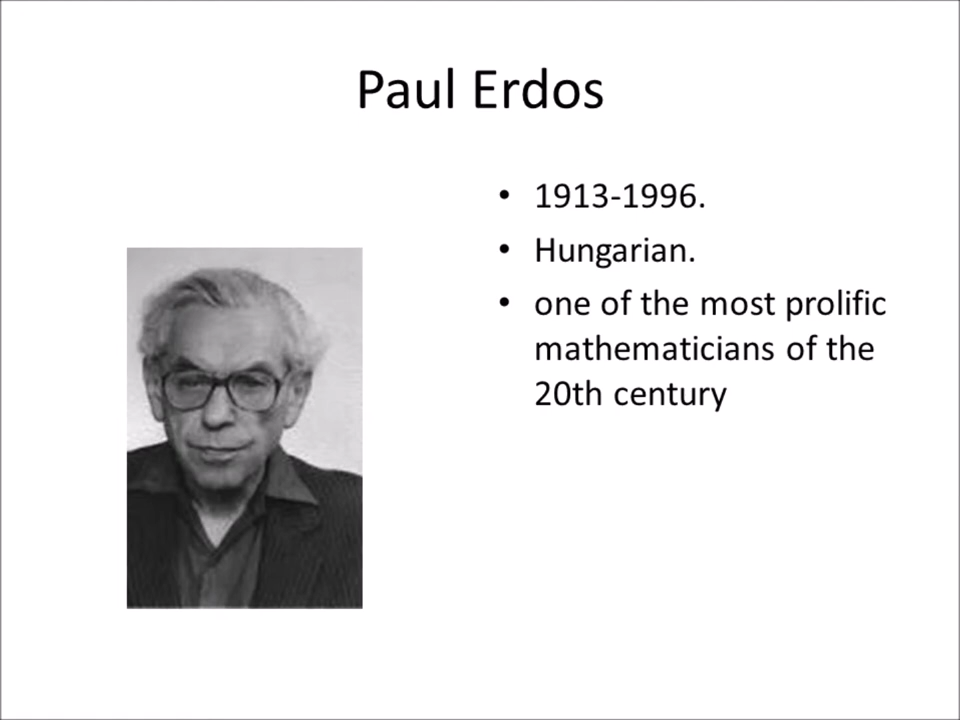 Paul Erdos
• 1913-1996.
• Hungarian.
• one of the most prolific
mathematicians of the
20th century